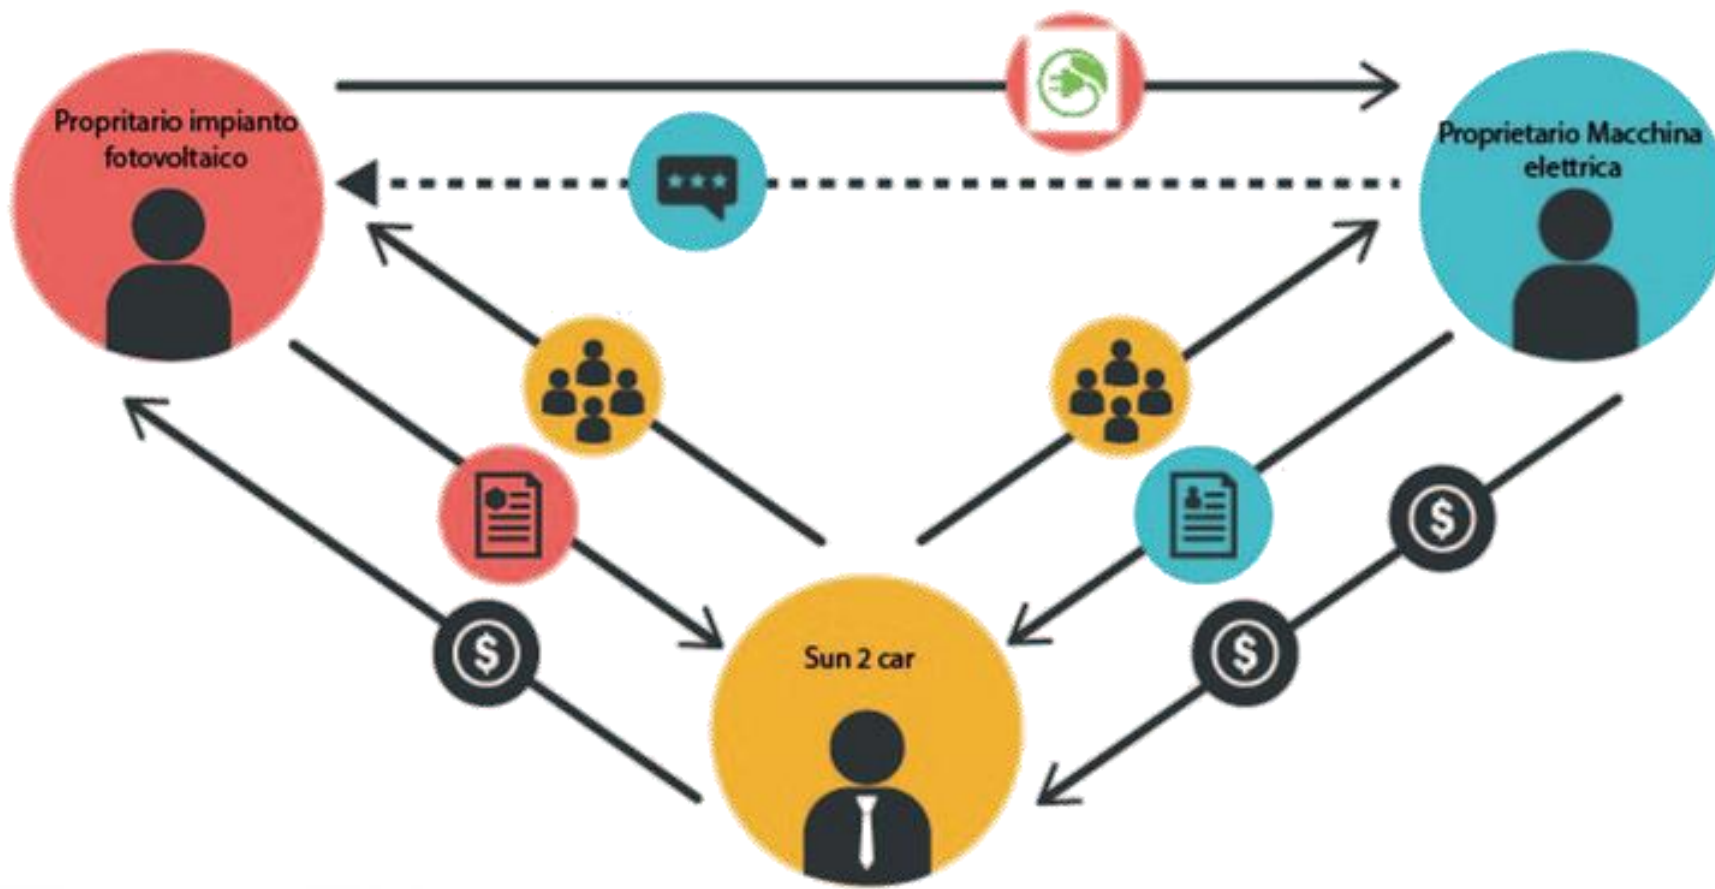 Propritario impianto
fotovoltaico
Proprietario Macchina
elettrica
$
$
$
Sun 2 car